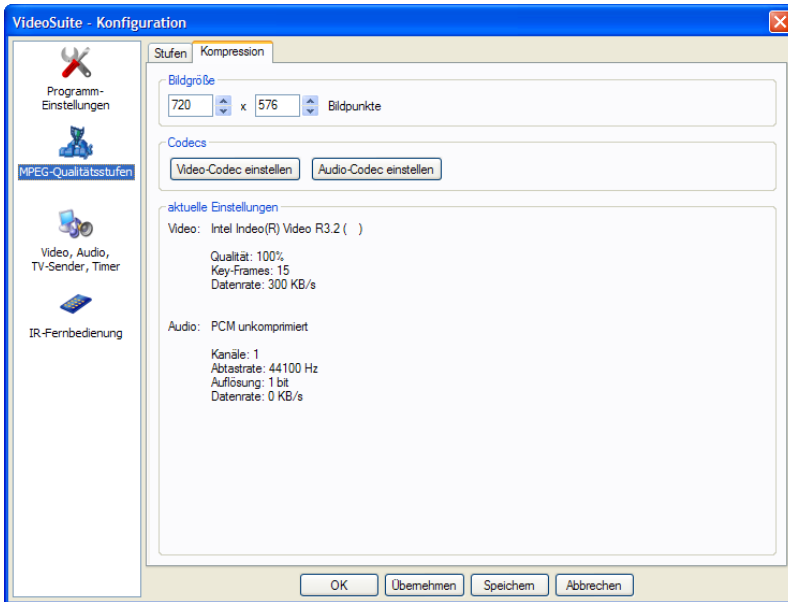 VideoSuite - Konfiguration
Programm-
Einstellungen
MPEG-Qualitätsstufen
Video, Audio,
TV-Sender, Timer
IR-Fernbedienung
Stufen
Kompression
Bildgröße
720 x 576 Bildpunkte
Codecs
Video-Codec einstellen
Audio-Codec einstellen
aktuelle Einstellungen
Video: Intel Indeo(R) Video R3.2 ( )
Qualität: 100%
Key-Frames: 15
Datenrate: 300 KB/s
Audio: PCM unkomprimiert
Kanäle: 1
Abtastrate: 44100 Hz
Auflösung: 1 bit
Datenrate: 0 KB/s
OK
Übernehmen
Speichern
Abbrechen